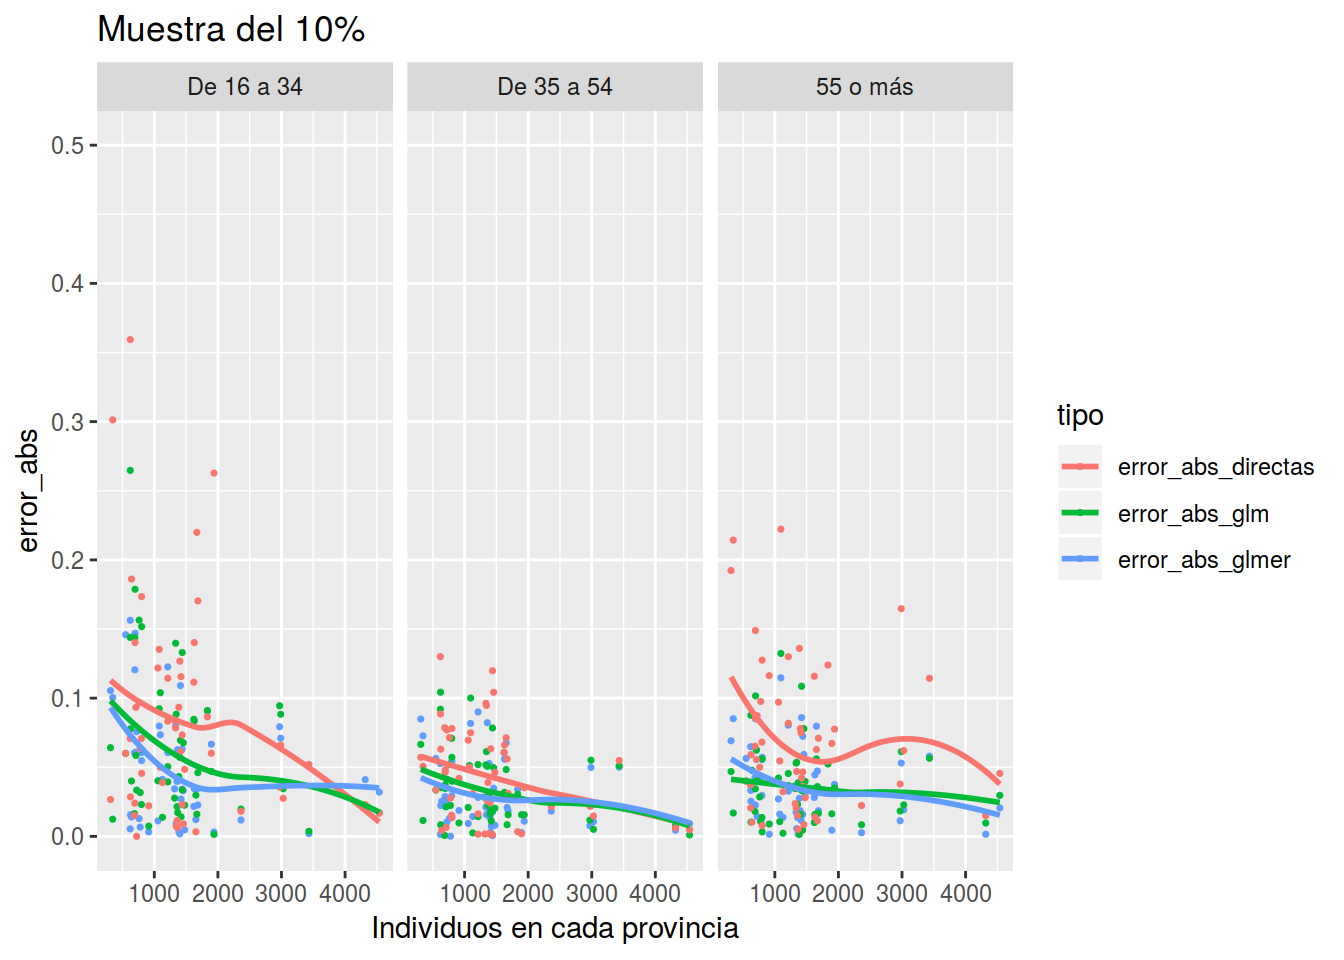 Muestra del 10%
De 16 a 34
De 35 a 54
55 o más
error_abs
0.5
0.4
0.3
0.2
0.1
0.0
1000 2000 3000 4000
1000 2000 3000 4000
1000 2000 3000 4000
Individuos en cada provincia
tipo
error_abs_directas
error_abs_glm
error_abs_glmer